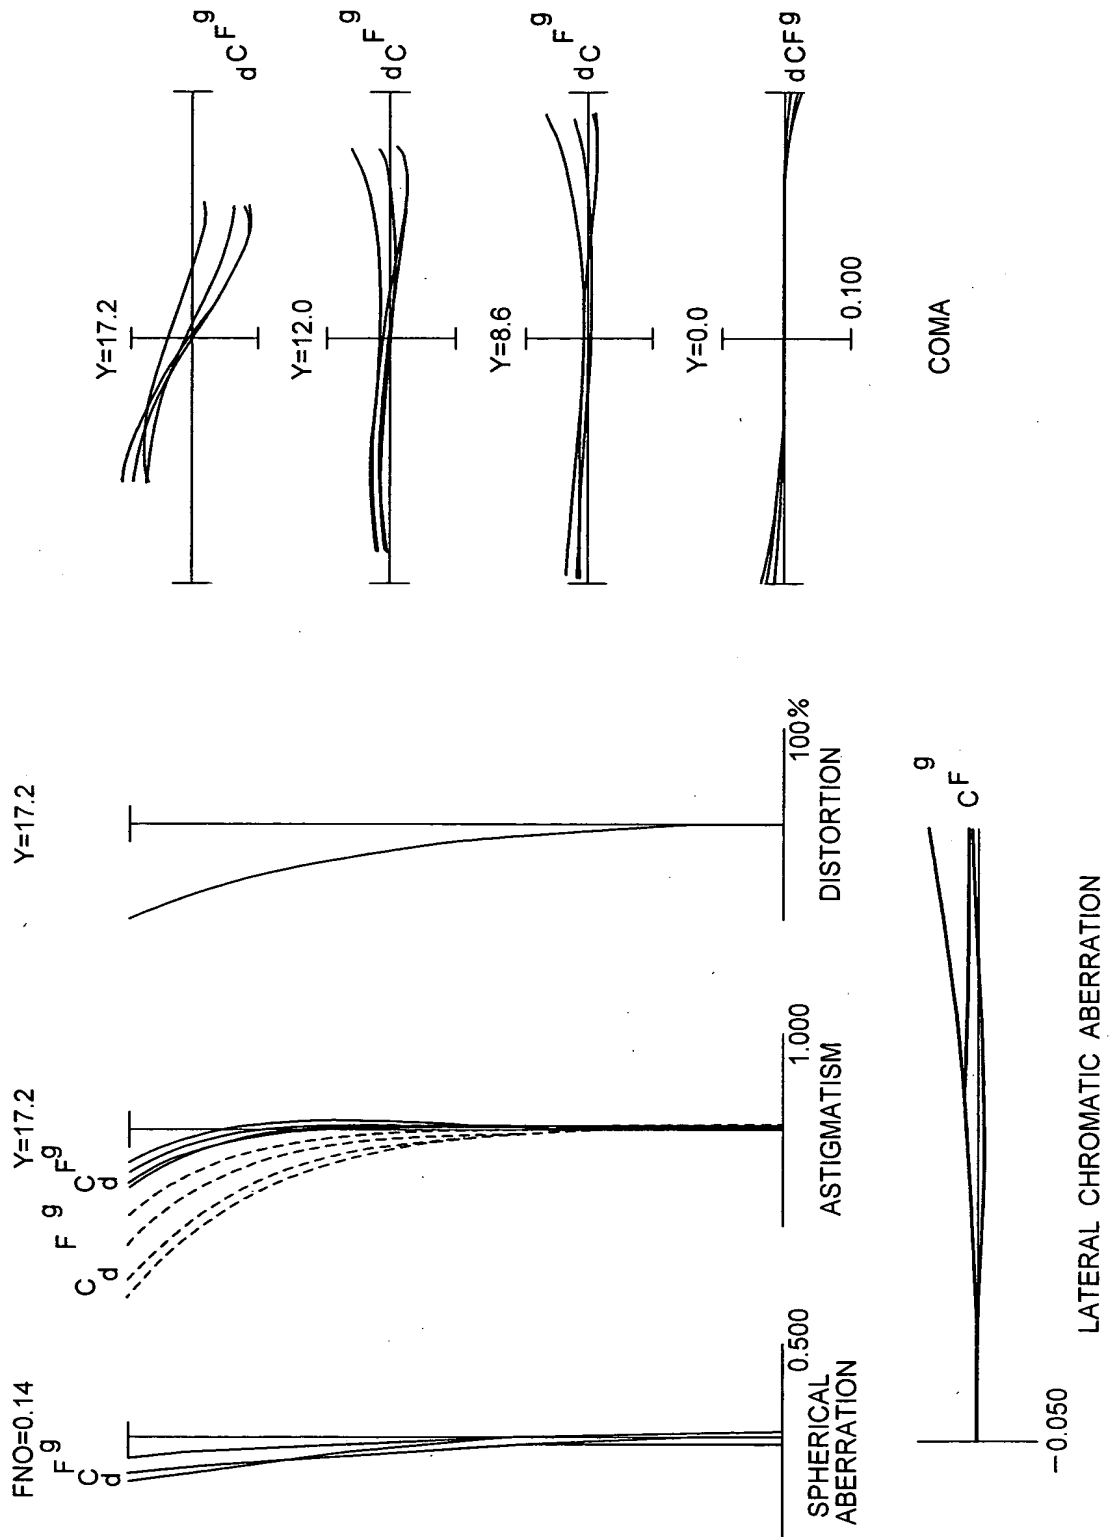 FNO=0.14
F g
C
d
0.500
SPHERICAL
ABERRATION
Y=17.2
C F g
d
F g
C d
1.000
ASTIGMATISM
Y=17.2
100%
DISTORTION
Y=17.2
d C F g
Y=12.0
d C F g
Y=8.6
d C F g
Y=0.0
d C F g
0.100
COMA
g
C F
−0.050
LATERAL CHROMATIC ABERRATION